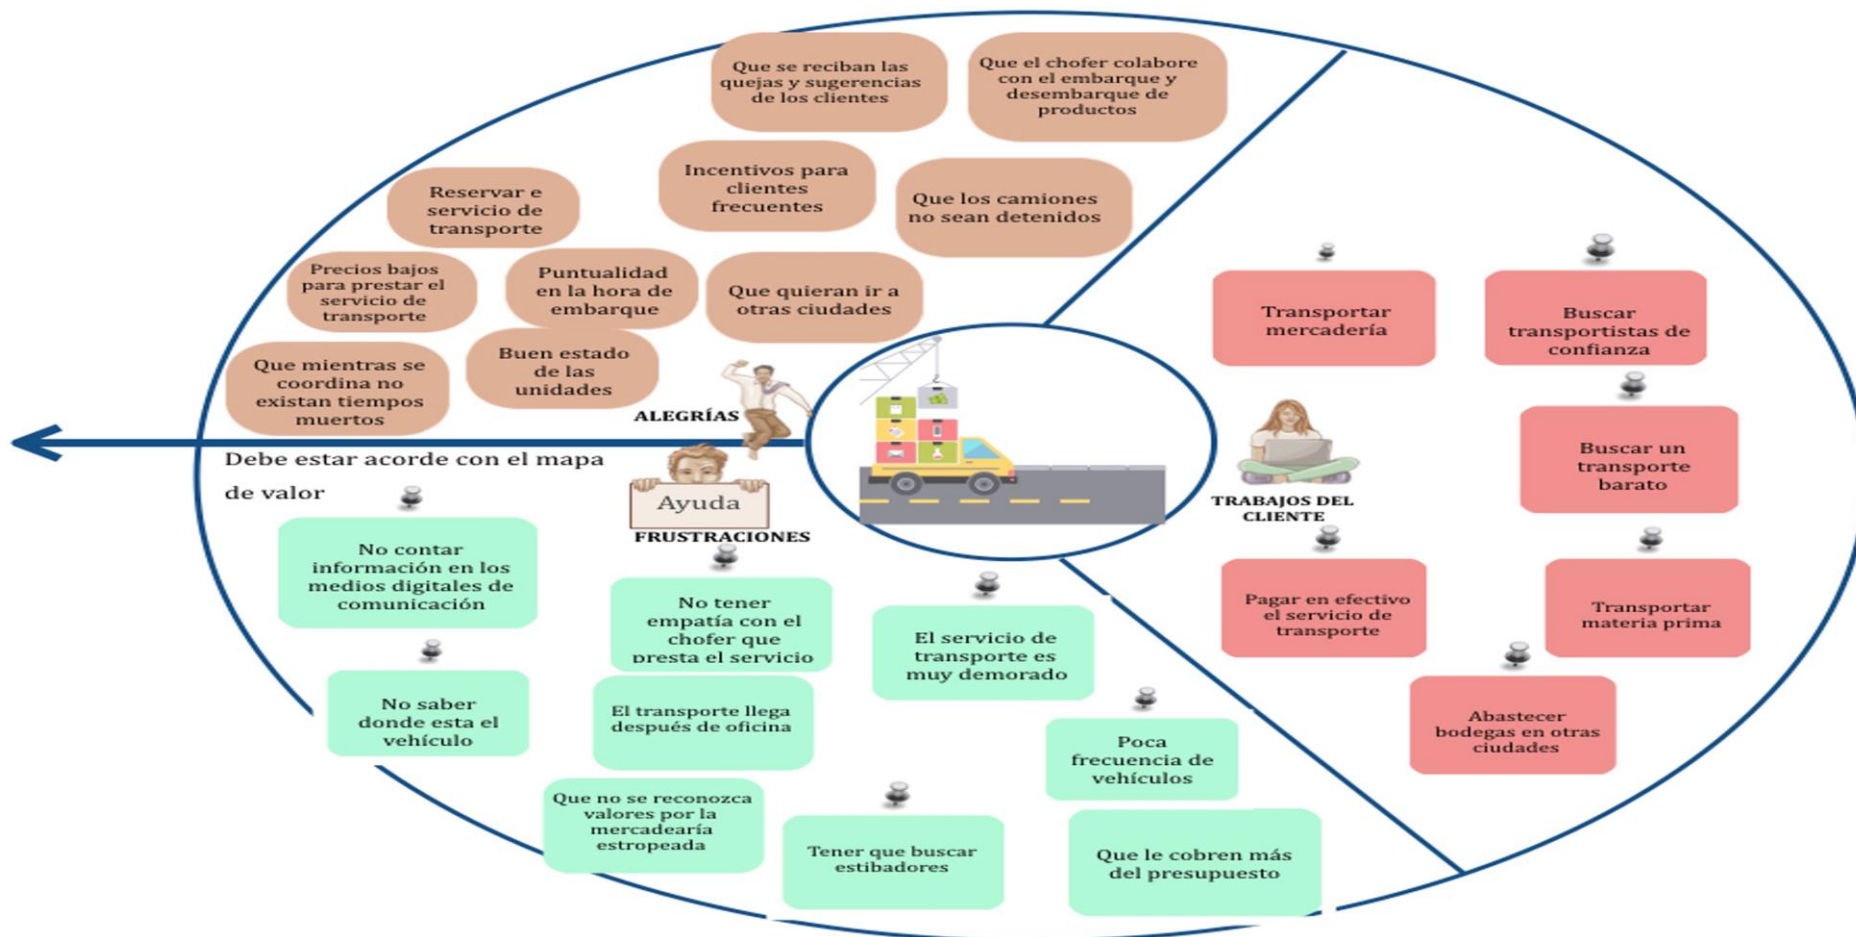 Que se reciban las
quejas y sugerencias
de los clientes
Que el chofer colabore
con el embarque y
desembarque de
productos
Incentivos para
clientes
frecuentes
Que los camiones
no sean detenidos
Reservar e
servicio de
transporte
Precios bajos
para prestar el
servicio de
transporte
Puntualidad
en la hora de
embarque
Que quieran ir a
otras ciudades
Que mientras se
coordina no
existan tiempos
muertos
Buen estado
de las
unidades
ALEGRÍAS
Transportar
mercadería
Buscar
transportistas de
confianza
Buscar un
transporte
barato
TRABAJOS DEL
CLIENTE
Pagar en efectivo
el servicio de
transporte
Transportar
materia prima
Abastecer
bodegas en otras
ciudades
Debe estar acorde con el mapa
de valor
Ayuda
FRUSTRACIONES
No contar
información en los
medios digitales de
comunicación
No tener
empatía con el
chofer que
presta el servicio
El servicio de
transporte es
muy demorado
No saber
donde esta el
vehículo
El transporte llega
después de oficina
Poca
frecuencia de
vehículos
Que no se reconozca
valores por la
mercadearía
estropeada
Tener que buscar
estibadores
Que le cobren más
del presupuesto